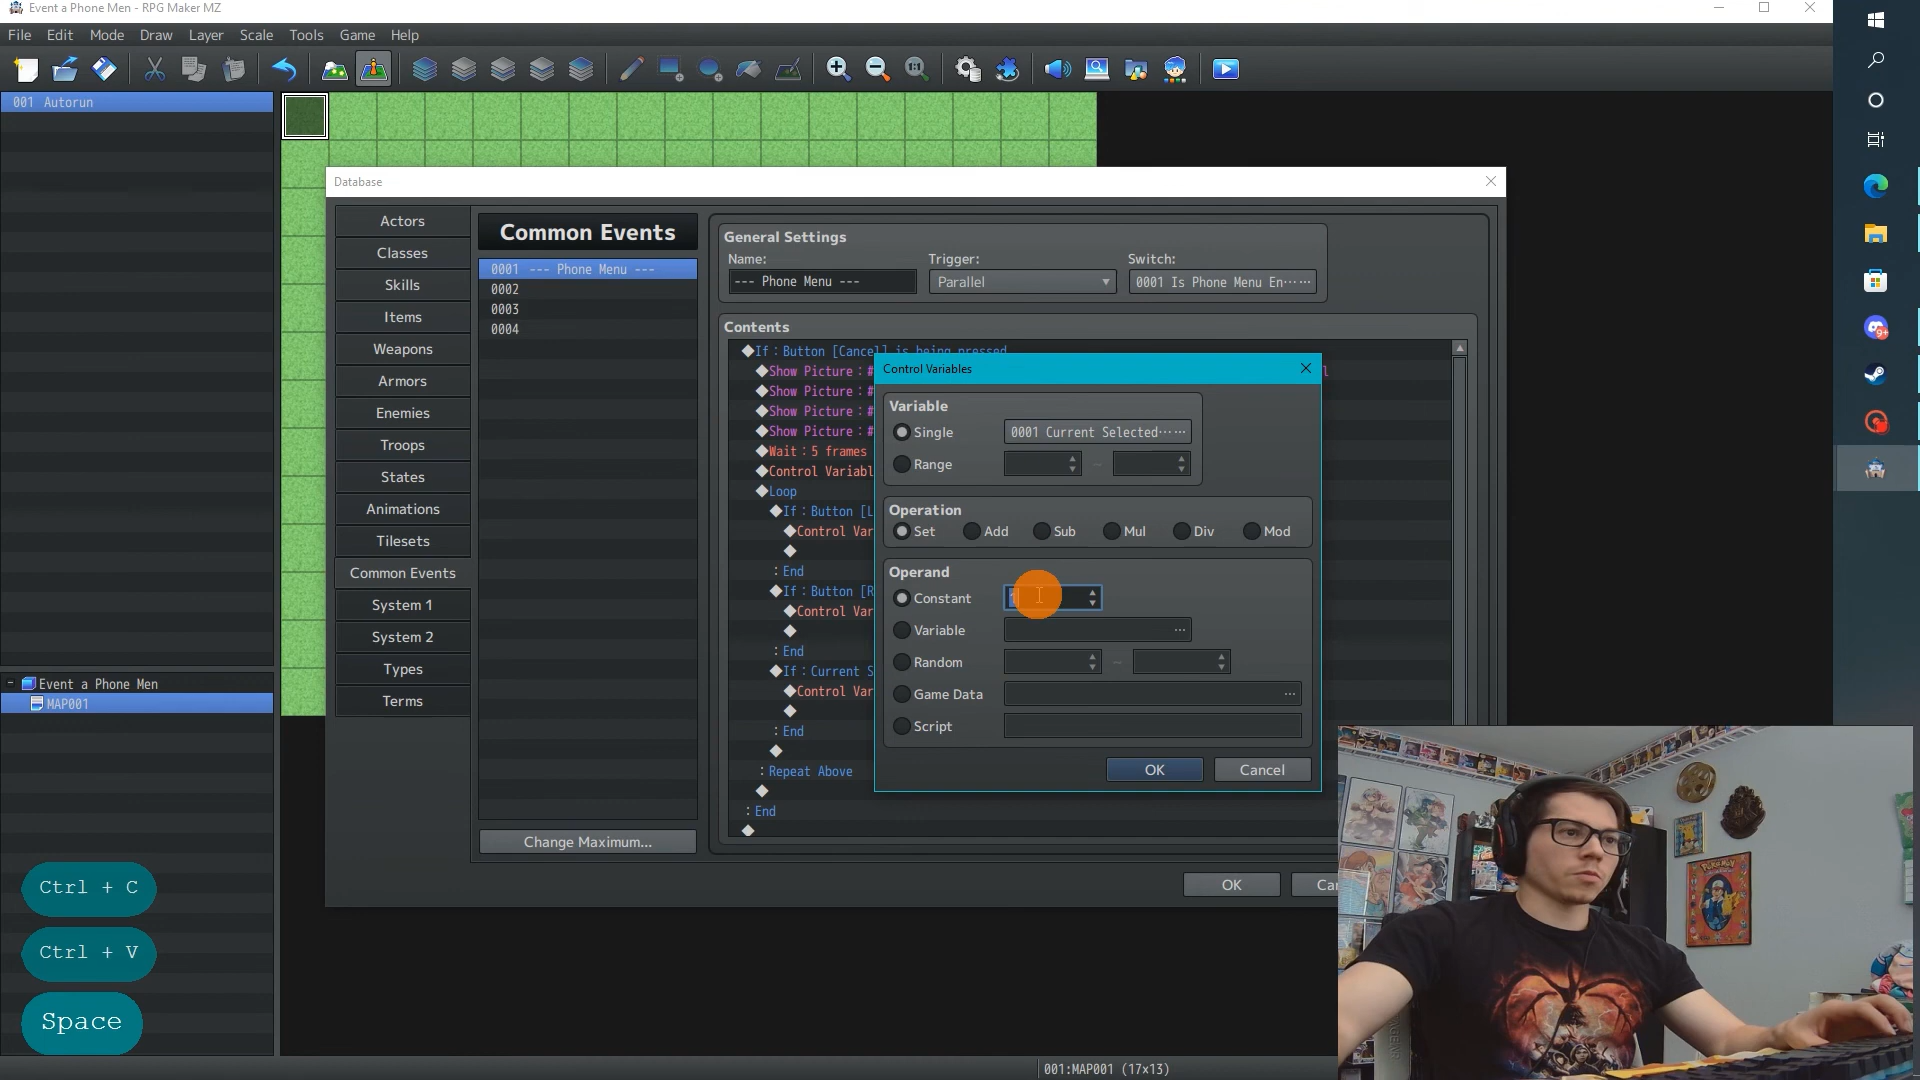 Event a Phone Men - RPG Maker MZ
File Edit Mode Draw Layer Scale Tools Game Help
001 Autorun
Database
Actors
Classes
Skills
Items
Weapons
Armors
Enemies
Troops
States
Animations
Tilesets
Common Events
System 1
System 2
Types
Terms
Common Events
0001 --- Phone Menu ---
0002
0003
0004
Change Maximum...
General Settings
Name:
--- Phone Menu ---
Trigger:
Parallel
Switch:
0001 Is Phone Menu En... ...
Contents
◆If：Button [Cancel] is being pressed
◆Show Picture：#
◆Show Picture：#
◆Show Picture：#
◆Show Picture：#
◆Wait：5 frames
◆Control Variabl
◆Loop
◆If：Button [L
◆Control Var
◆
：End
◆If：Button [R
◆Control Var
◆
：End
◆If：Current S
◆Control Var
◆
：End
◆
：Repeat Above
◆
：End
◆
Control Variables
Variable
Single
0001 Current Selected... ...
Range
Operation
Set Add Sub Mul Div Mod
Operand
Constant
Variable
...
Random
~
Game Data
...
Script
OK Cancel
OK
Event a Phone Men
MAP001
Ctrl + C
Ctrl + V
Space
001:MAP001 (17x13)